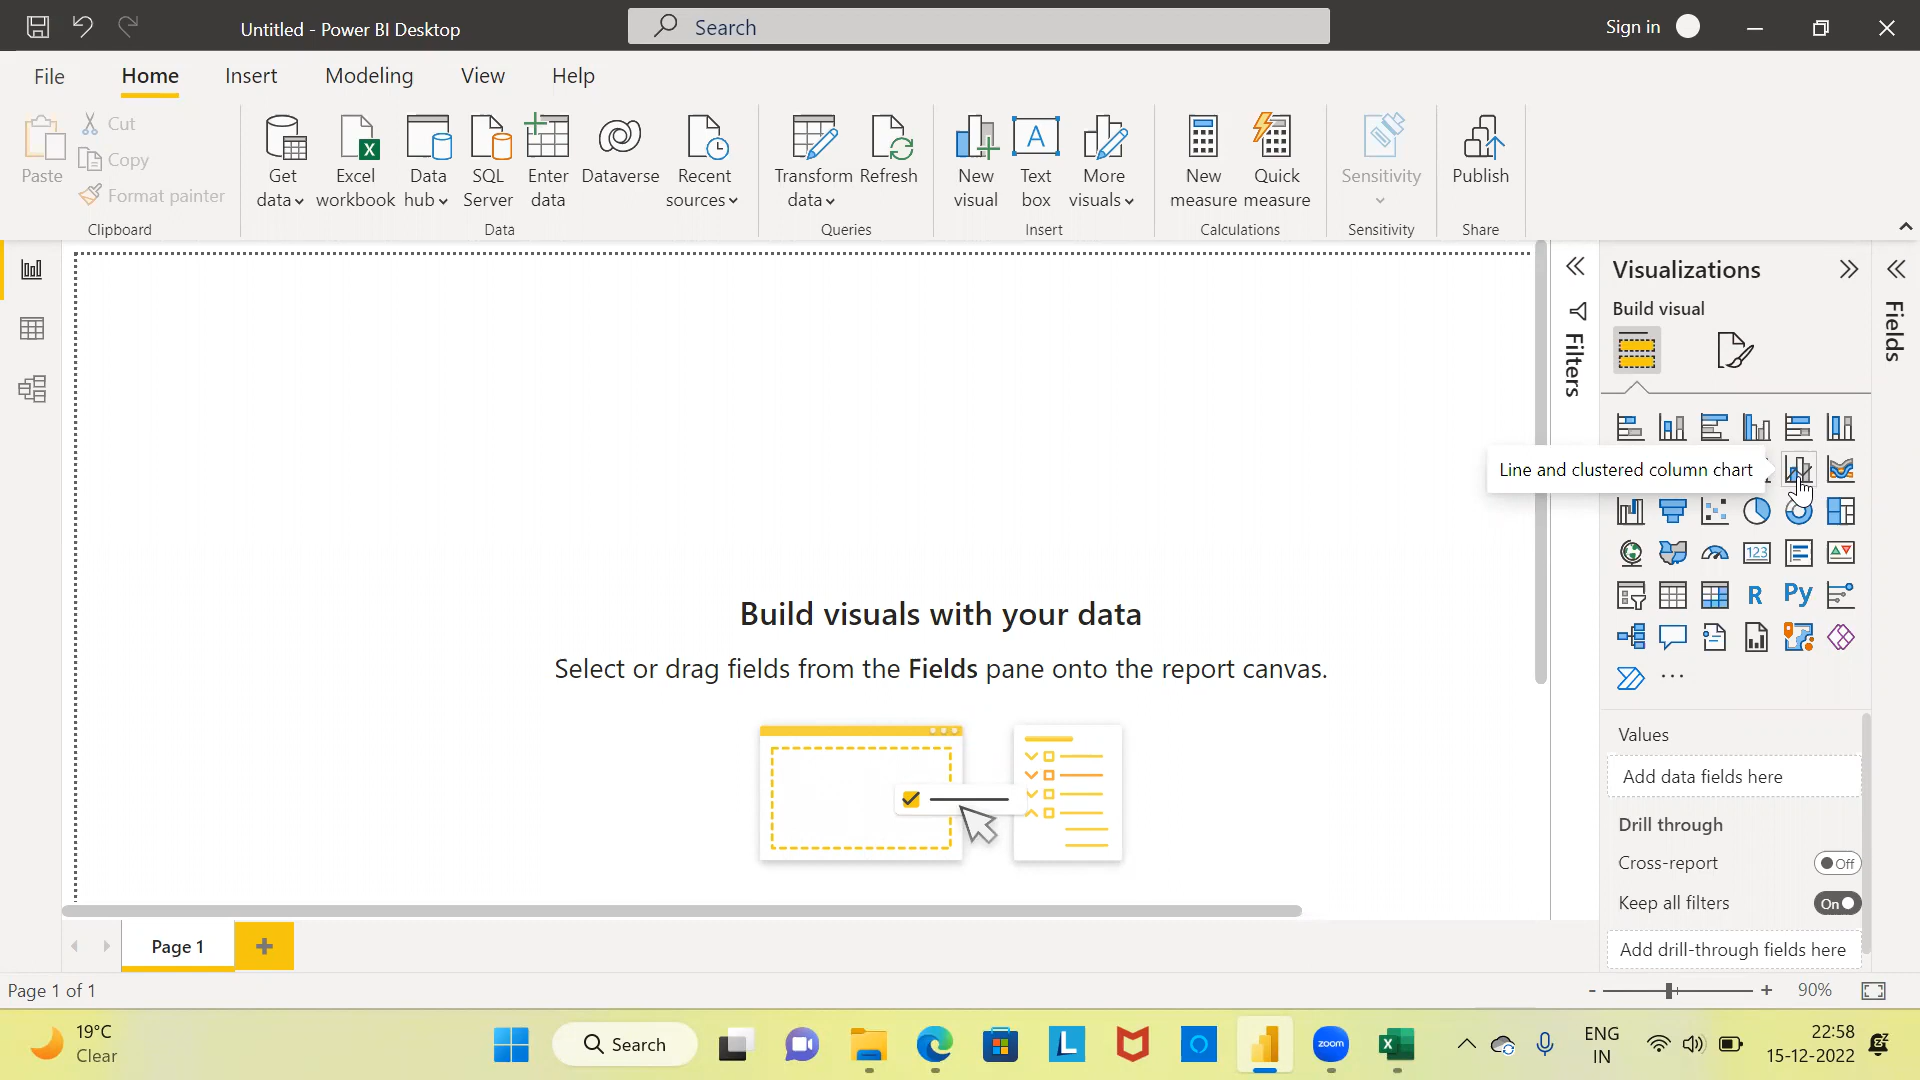 Untitled - Power BI Desktop
Search
Sign in
File
Home
Insert
Modeling
View
Help
Paste
Cut
Copy
Format painter
Clipboard
Get data
Excel workbook
Data hub
SQL Server
Enter data
Dataverse
Recent sources
Data
Transform data
Refresh
Queries
New visual
A
Text box
More visuals
Insert
New measure
Quick measure
Calculations
Sensitivity
Sensitivity
Publish
Share
Filters
Visualizations
Build visual
Fields
Line and clustered column chart
123
R
Py
Build visuals with your data
Select or drag fields from the Fields pane onto the report canvas.
Values
Add data fields here
Drill through
Cross-report
Off
Keep all filters
On
Add drill-through fields here
Page 1
Page 1 of 1
- + 90%
19°C
Clear
Search
L
zoom
X
ENG
IN
22:58
15-12-2022